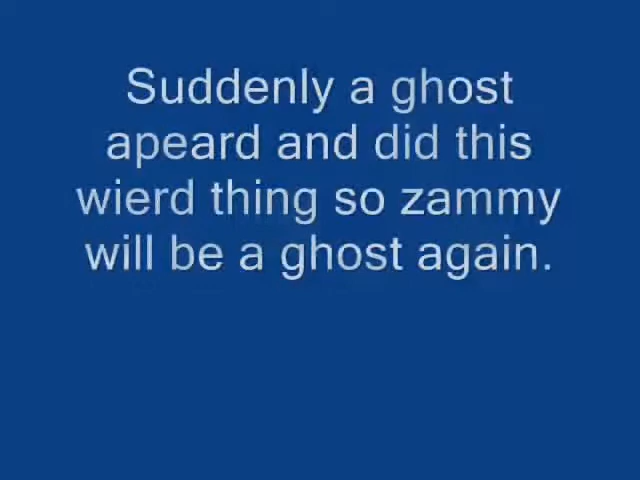 Suddenly a ghost
apeard and did this
wierd thing so zammy
will be a ghost again.